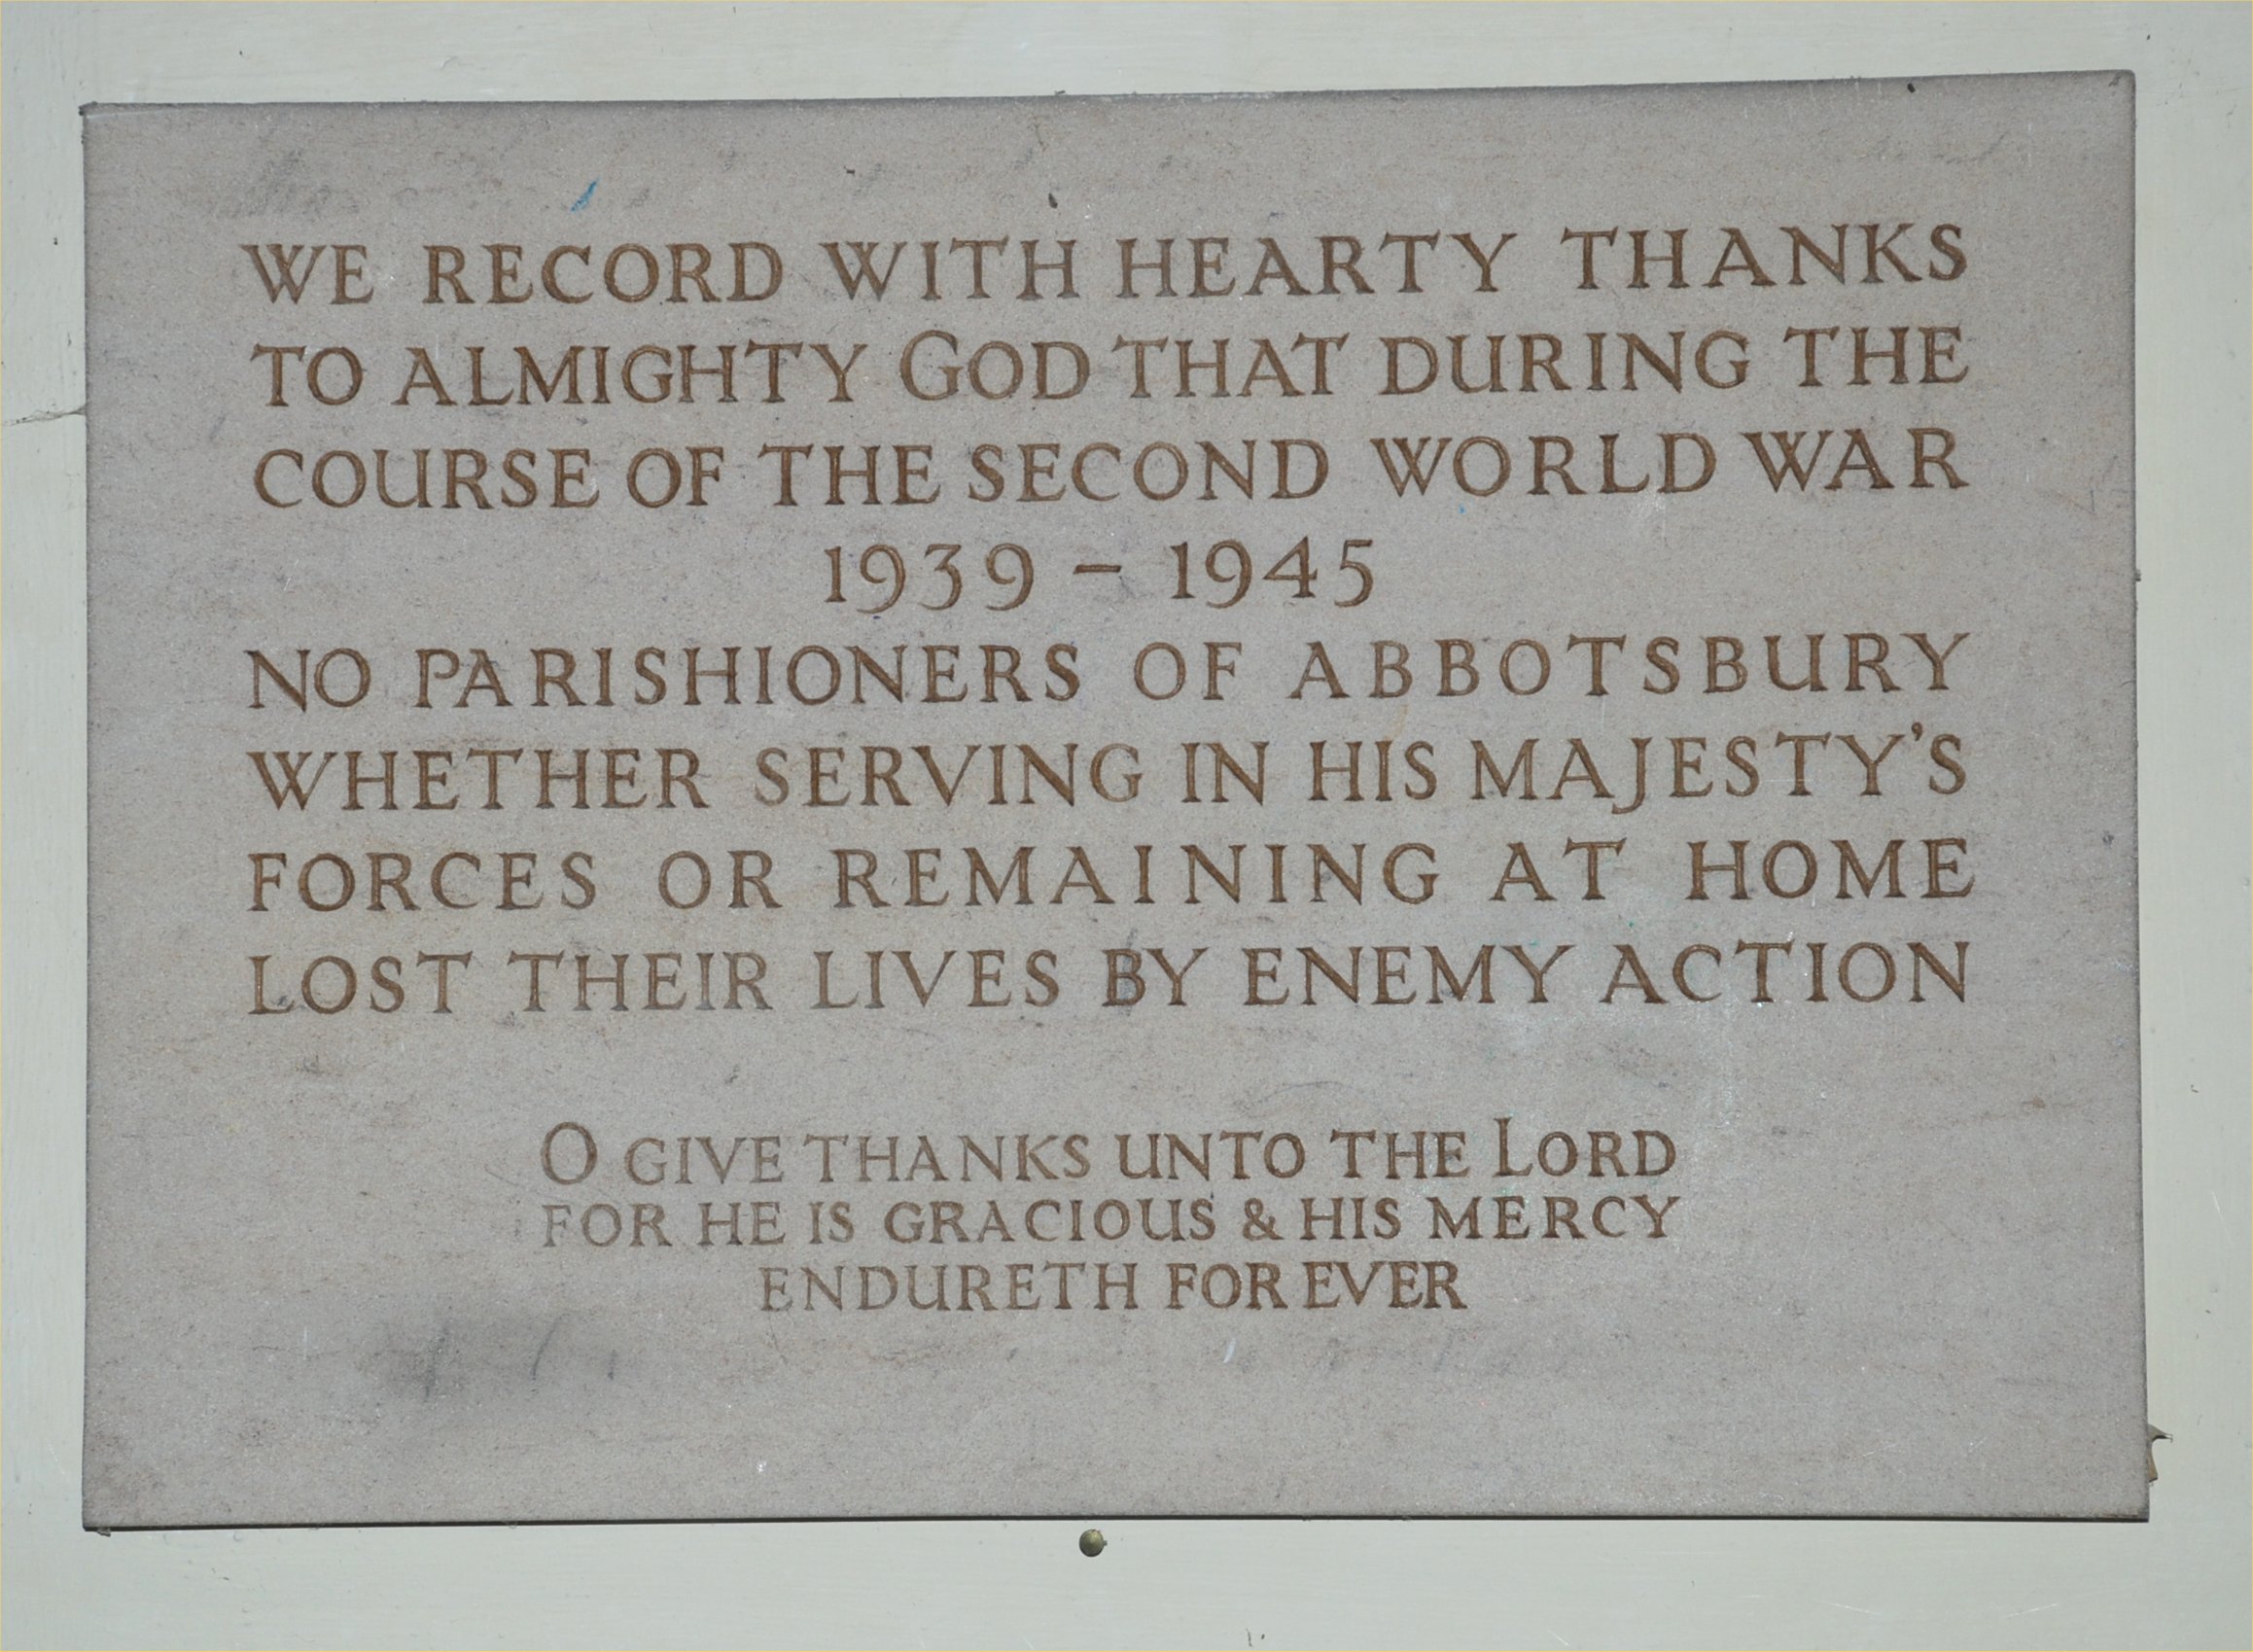 WE RECORD WITH HEARTY THANKS
TO ALMIGHTY GOD THAT DURING THE
COURSE OF THE SECOND WORLD WAR
1939 – 1945
NO PARISHIONERS OF ABBOTSBURY
WHETHER SERVING IN HIS MAJESTY'S
FORCES OR REMAINING AT HOME
LOST THEIR LIVES BY ENEMY ACTION
O GIVE THANKS UNTO THE LORD
FOR HE IS GRACIOUS & HIS MERCY
ENDURETH FOR EVER